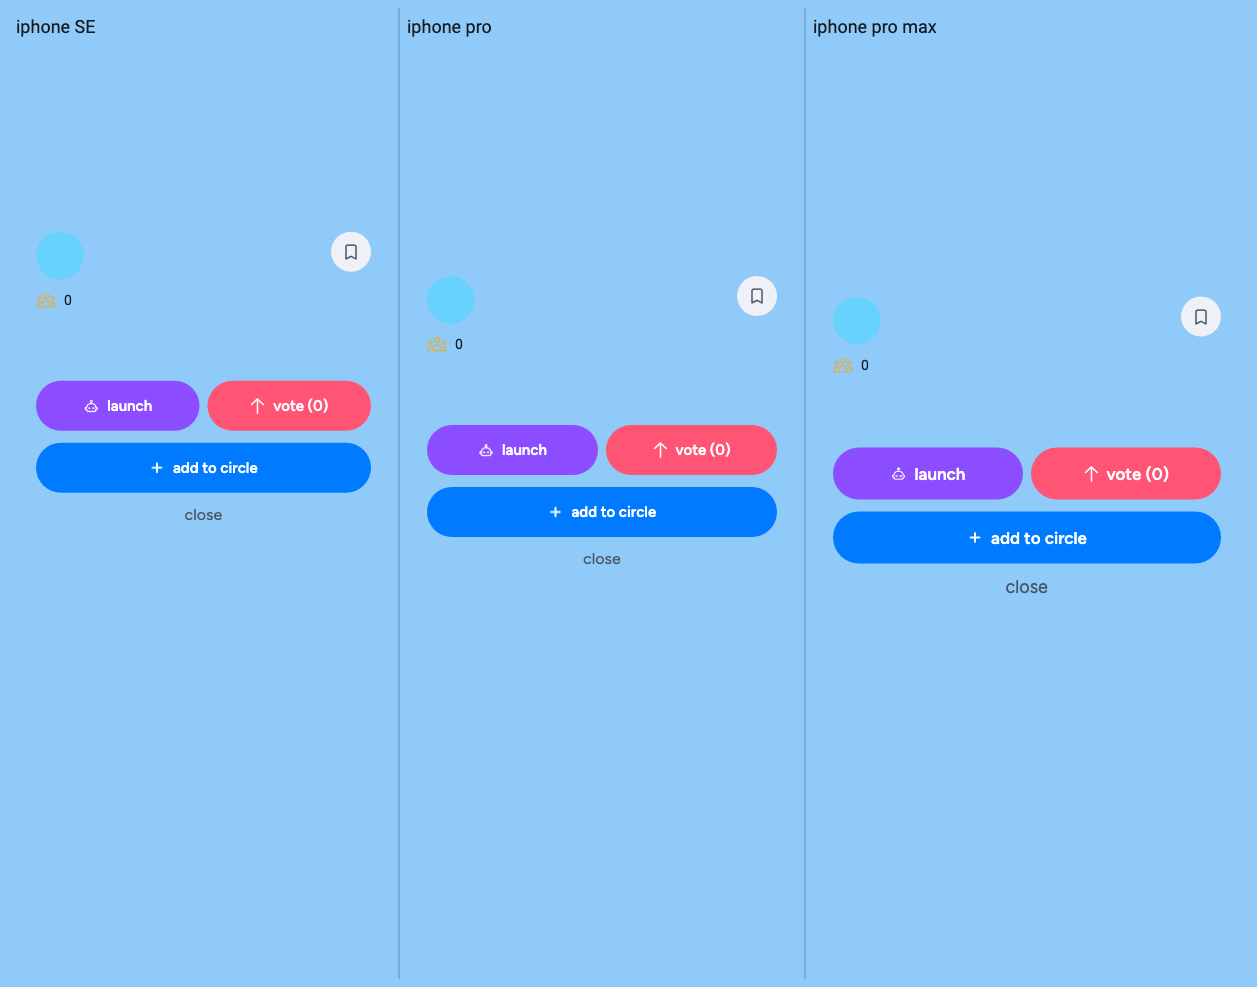 iphone SE
0
launch
vote (0)
add to circle
close
iphone pro
0
launch
vote (0)
add to circle
close
iphone pro max
0
launch
vote (0)
add to circle
close